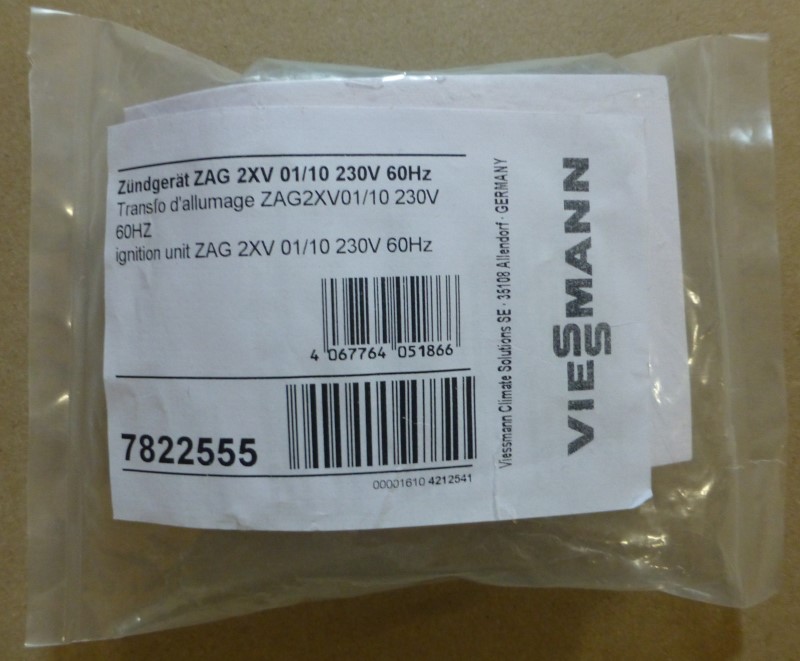 Zündgerät ZAG 2XV 01/10 230V 60Hz
Transfo d'allumage ZAG2XV01/10 230V
60HZ
ignition unit ZAG 2XV 01/10 230V 60Hz
4 067764 051866
7822555
00001610 4212541
Viessmann Climate Solutions SE · 35108 Allendorf · GERMANY
VIESSMANN